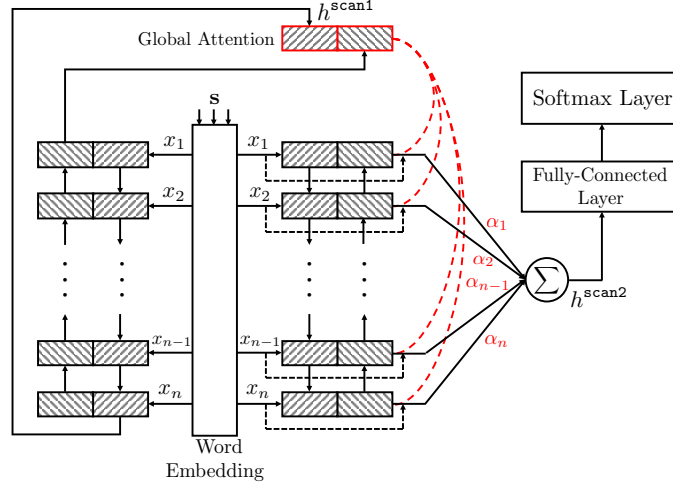 h^scan1
Global Attention
s
x_1 x_1
x_2 x_2
x_{n-1} x_{n-1}
x_n x_n
α_1
α_2
α_{n-1}
α_n
Σ
h^scan2
Softmax Layer
Fully-Connected
Layer
Word
Embedding